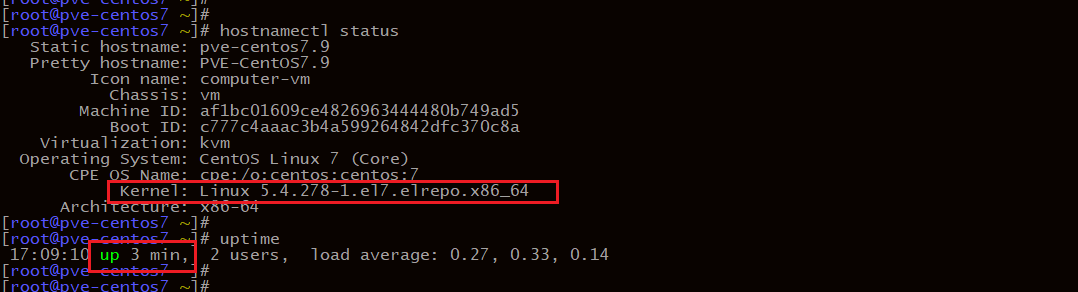 [root@pve-centos7 ~]#
[root@pve-centos7 ~]#
[root@pve-centos7 ~]# hostnamectl status
Static hostname: pve-centos7.9
Pretty hostname: PVE-CentOS7.9
Icon name: computer-vm
Chassis: vm
Machine ID: af1bc01609ce4826963444480b749ad5
Boot ID: c777c4aaac3b4a599264842dfc370c8a
Virtualization: kvm
Operating System: CentOS Linux 7 (Core)
CPE OS Name: cpe:/o:centos:centos:7
Kernel: Linux 5.4.278-1.el7.elrepo.x86_64
Architecture: x86-64
[root@pve-centos7 ~]#
[root@pve-centos7 ~]# uptime
17:09:10 up 3 min,  2 users,  load average: 0.27, 0.33, 0.14
[root@pve-centos7 ~]#
[root@pve-centos7 ~]#